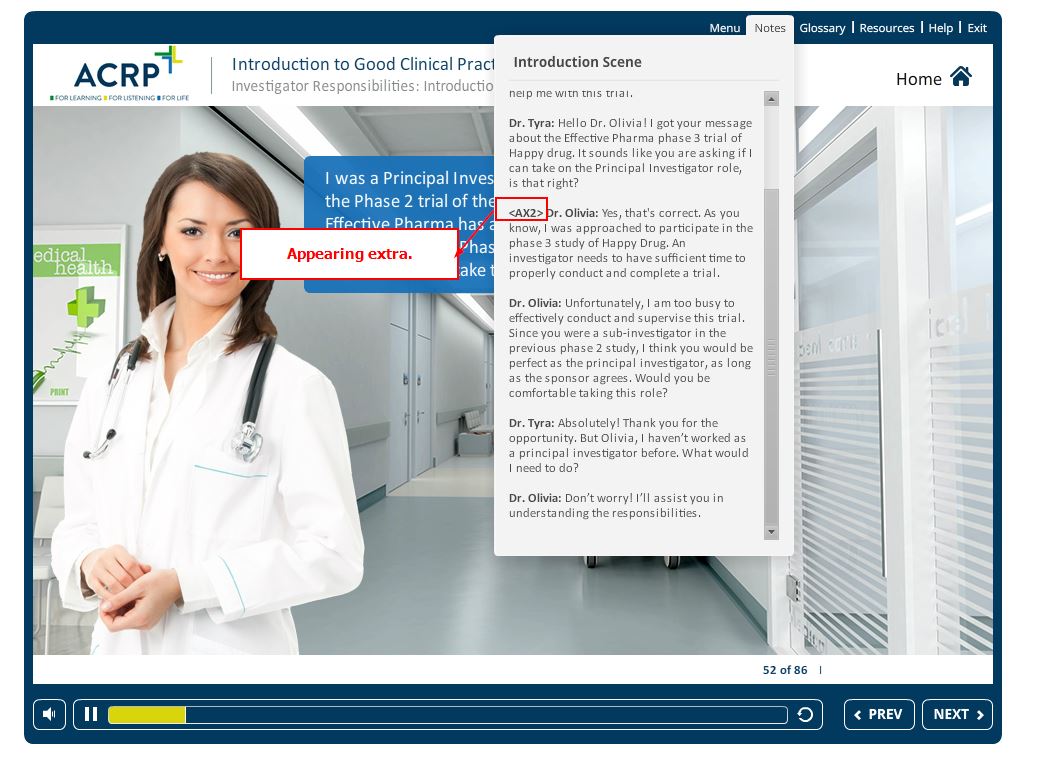 Menu Notes Glossary | Resources | Help | Exit
ACRP
FOR LEARNING FOR LISTENING FOR LIFE
Introduction to Good Clinical Pract
Investigator Responsibilities: Introductio
Home
Introduction Scene
help me with this trial.
Dr. Tyra: Hello Dr. Olivia! I got your message
about the Effective Pharma phase 3 trial of
Happy drug. It sounds like you are asking if I
can take on the Principal Investigator role,
is that right?
<AX2> Dr. Olivia: Yes, that's correct. As you
know, I was approached to participate in the
phase 3 study of Happy Drug. An
investigator needs to have sufficient time to
properly conduct and complete a trial.
Dr. Olivia: Unfortunately, I am too busy to
effectively conduct and supervise this trial.
Since you were a sub-investigator in the
previous phase 2 study, I think you would be
perfect as the principal investigator, as long
as the sponsor agrees. Would you be
comfortable taking this role?
Dr. Tyra: Absolutely! Thank you for the
opportunity. But Olivia, I haven't worked as
a principal investigator before. What would
I need to do?
Dr. Olivia: Don't worry! I'll assist you in
understanding the responsibilities.
I was a Principal Inves
the Phase 2 trial of the
Effective Pharma has a
Phas
ake t
Appearing extra.
edical
health
PRINT
52 of 86 |
PREV NEXT